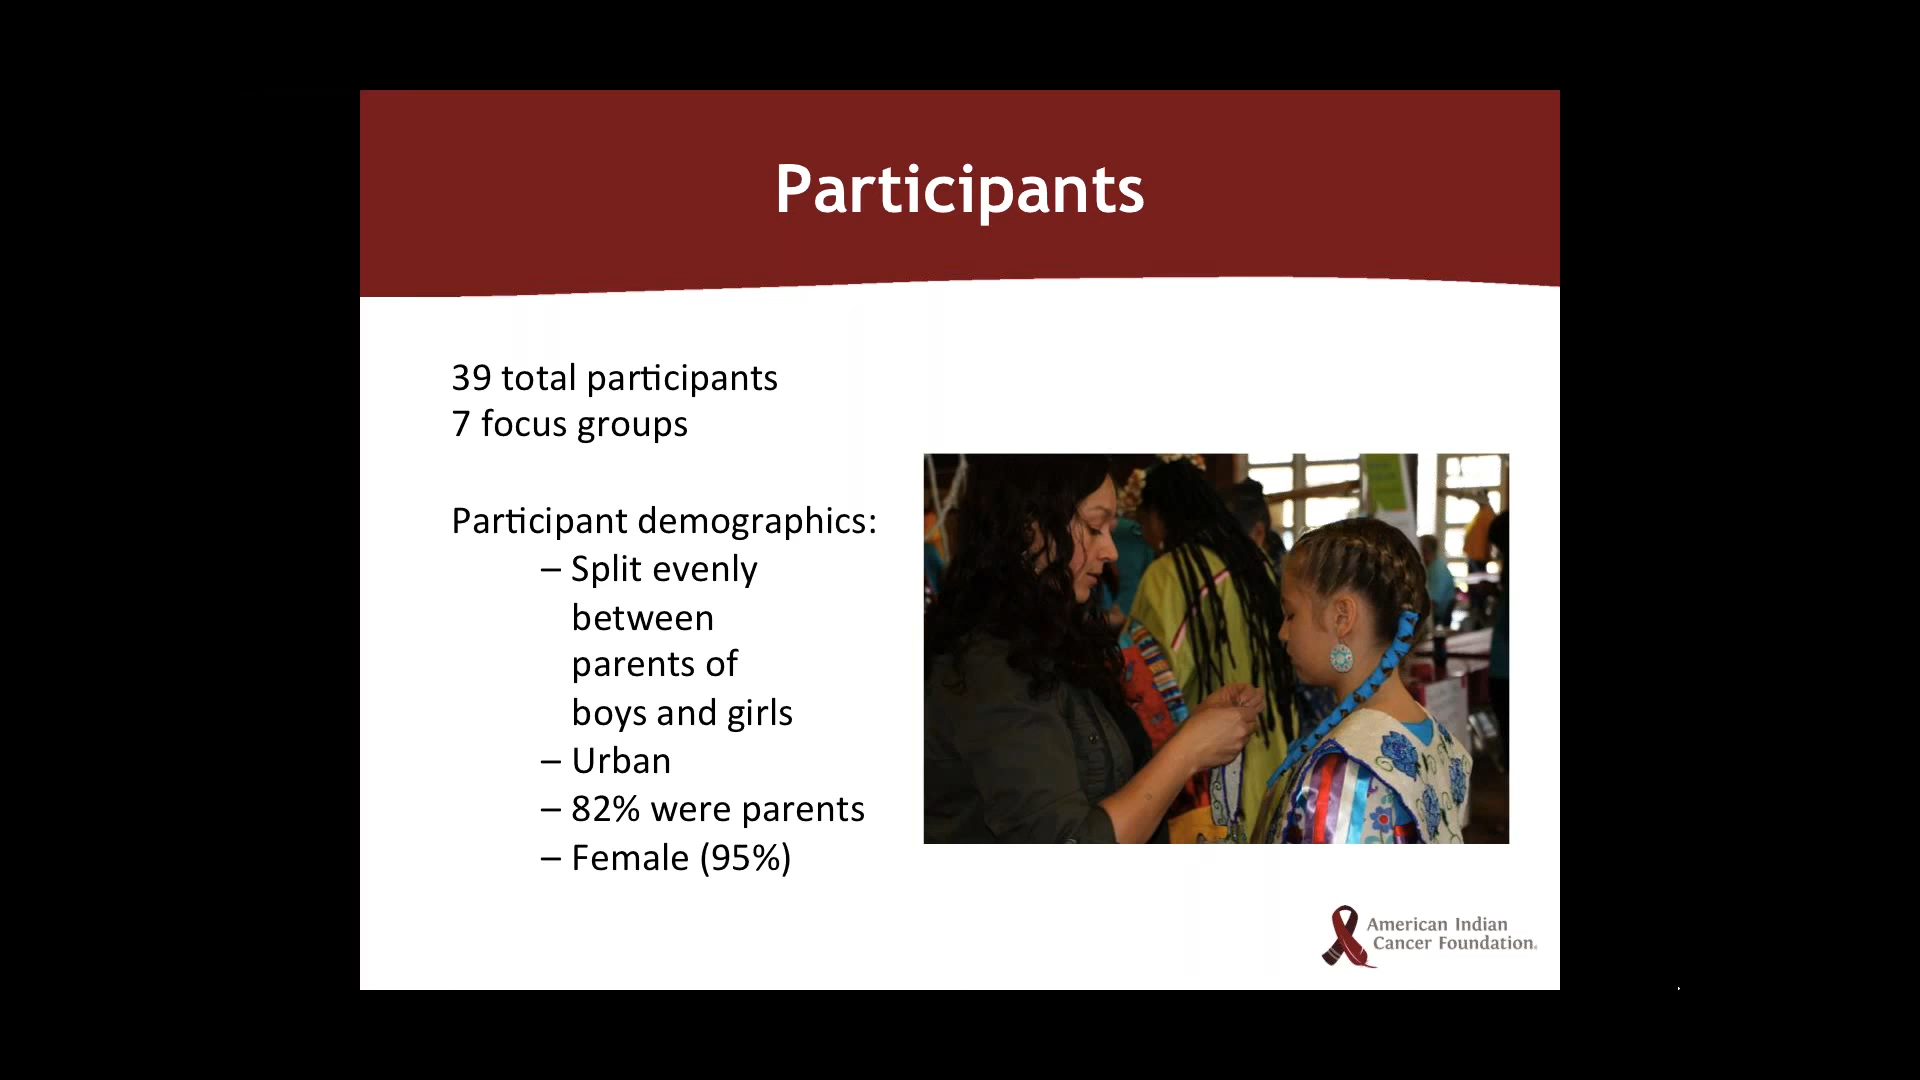 Participants
39 total participants
7 focus groups
Participant demographics:
– Split evenly
between
parents of
boys and girls
– Urban
– 82% were parents
– Female (95%)
American Indian
Cancer Foundation.